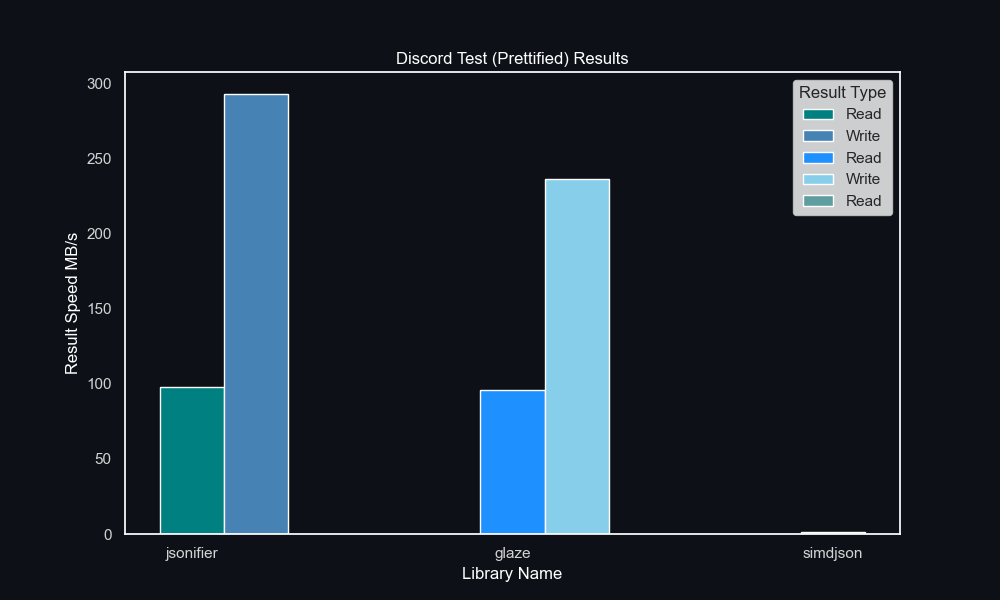 Discord Test (Prettified) Results
Result Speed MB/s
300
250
200
150
100
50
0
Result Type
Read
Write
Read
Write
Read
jsonifier
glaze
simdjson
Library Name